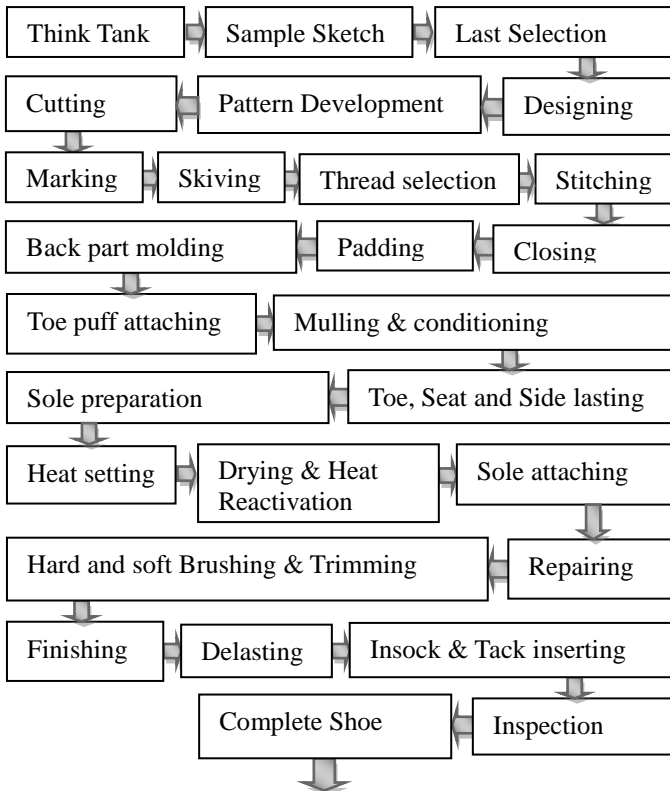 Think Tank
Sample Sketch
Last Selection
Designing
Pattern Development
Cutting
Marking
Skiving
Thread selection
Stitching
Closing
Padding
Back part molding
Toe puff attaching
Mulling & conditioning
Toe, Seat and Side lasting
Sole preparation
Heat setting
Drying & Heat
Reactivation
Sole attaching
Repairing
Hard and soft Brushing & Trimming
Finishing
Delasting
Insock & Tack inserting
Inspection
Complete Shoe